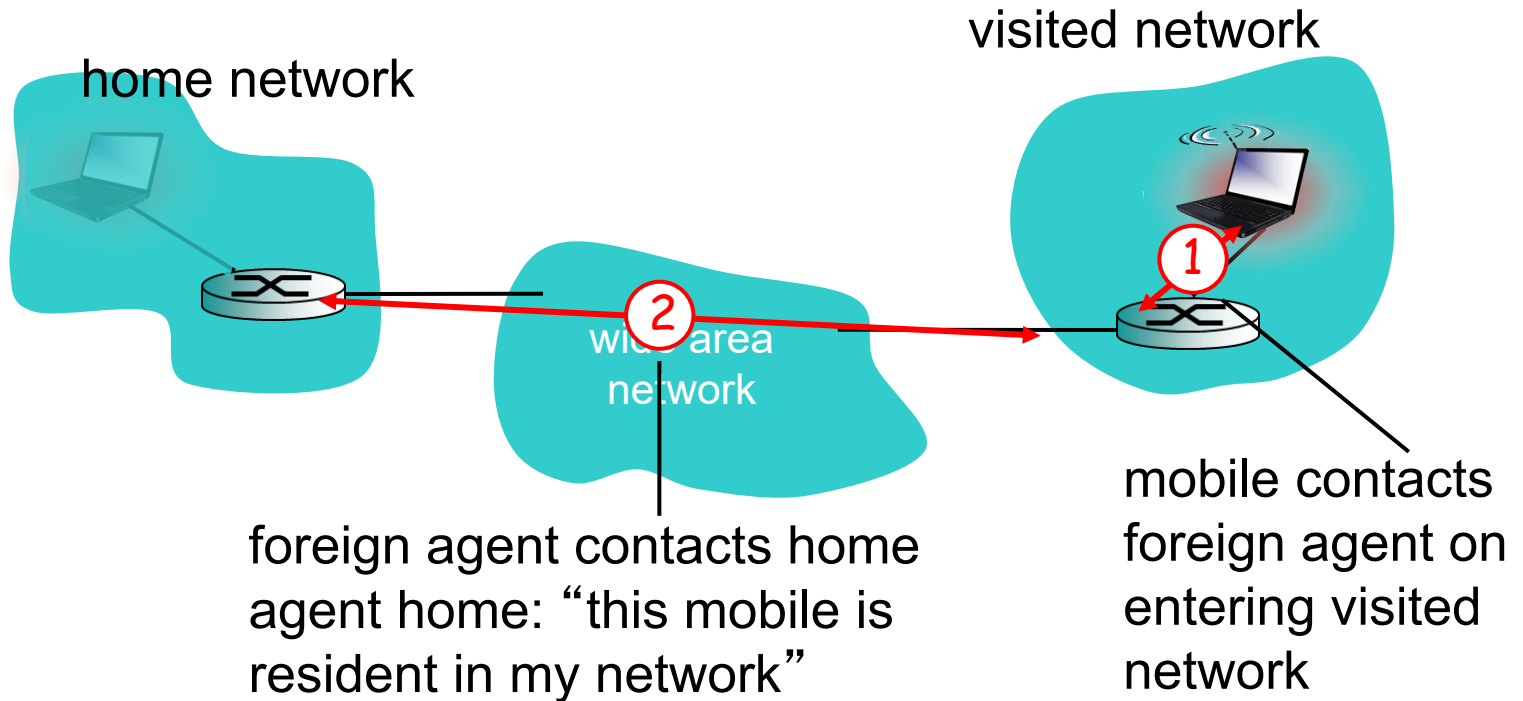 visited network
home network
1
2
wide area
network
mobile contacts
foreign agent on
entering visited
network
foreign agent contacts home
agent home: “this mobile is
resident in my network”